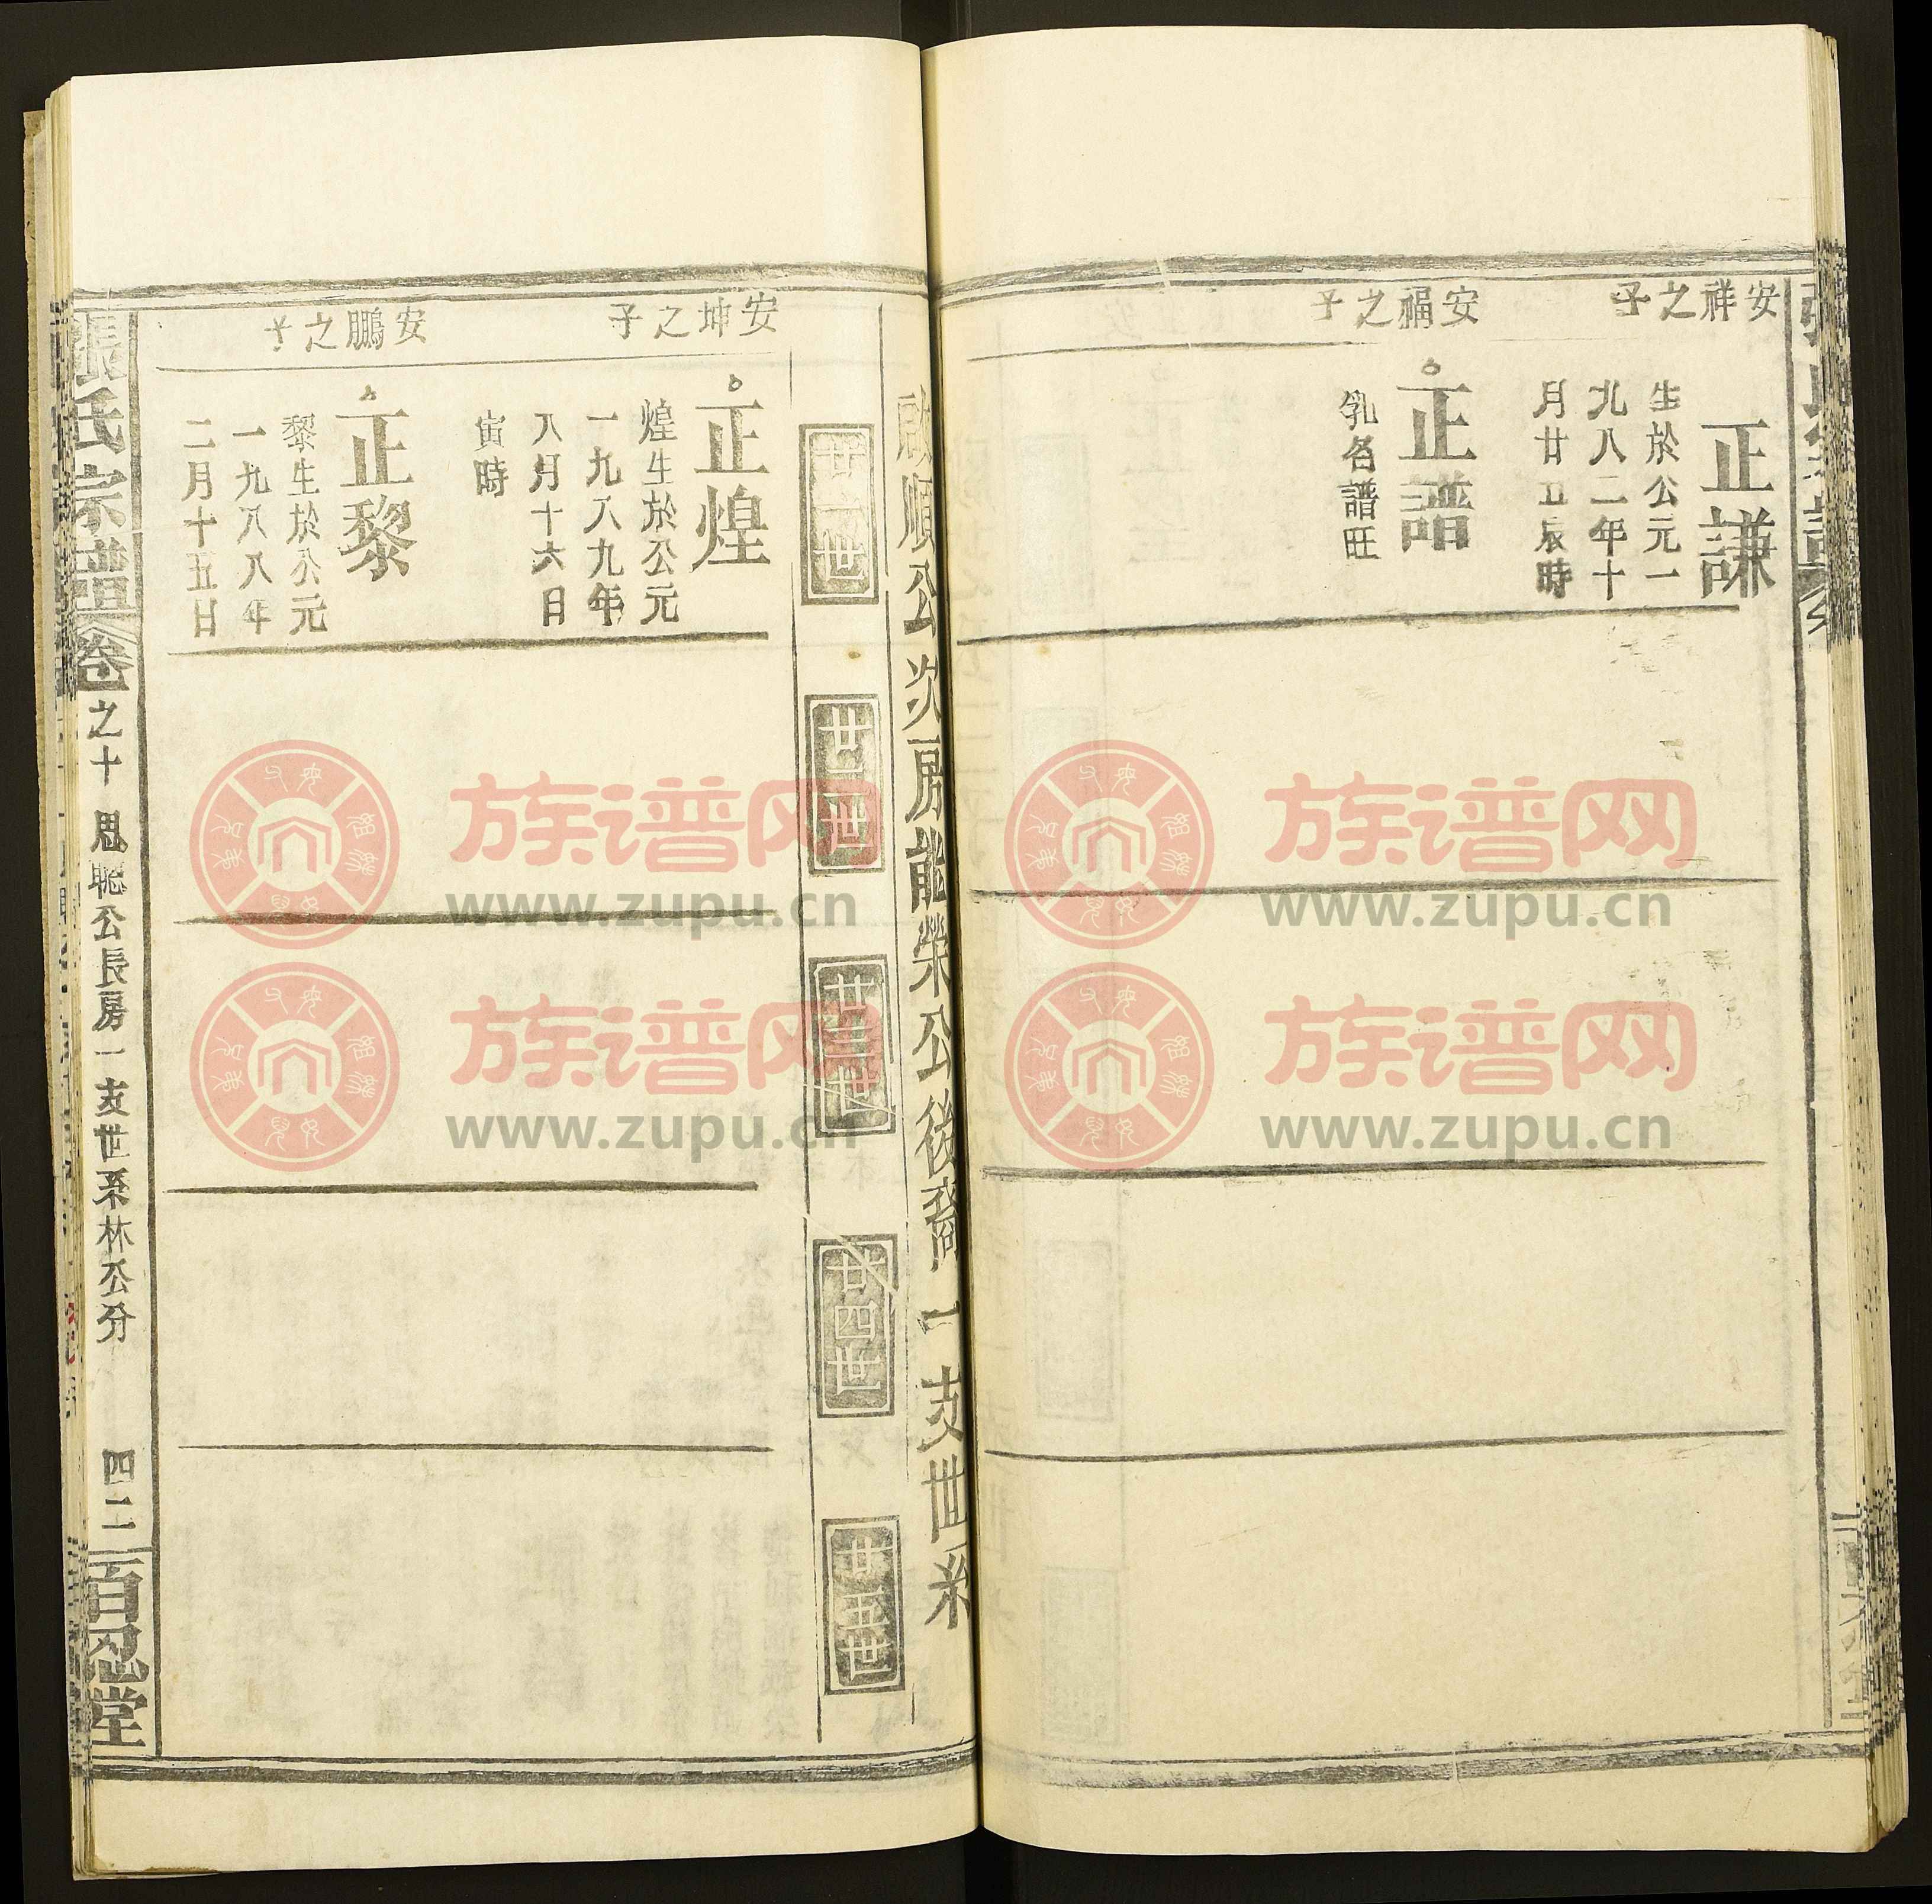 安祥之子
正謙
生於公元一
九八二年十
月廿五辰時
安福之子
正譜
乳名譜旺
啟順公次房能榮公後裔一支世系
廿一世
廿二世
廿三世
廿四世
廿五世
安坤之子
正煌
煌生於公元
一九八九年
八月十六日
寅時
安鵬之子
正黎
黎生於公元
一九八八年
二月十五日
張氏宗譜
卷之十
思聰公長房一支世系林公分
四二
百忍堂
族谱网
www.zupu.cn
族谱网
www.zupu.cn
族谱网
www.zupu.cn
族谱网
www.zupu.cn